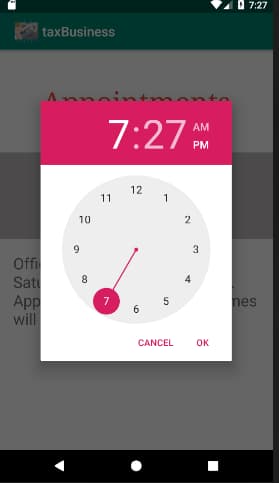 7:27
taxBusiness
Appointments
7:27 AM
PM
12
11 1
10 2
9 3
8 4
7 5
6
CANCEL OK
Offi
Satu
App mes
will